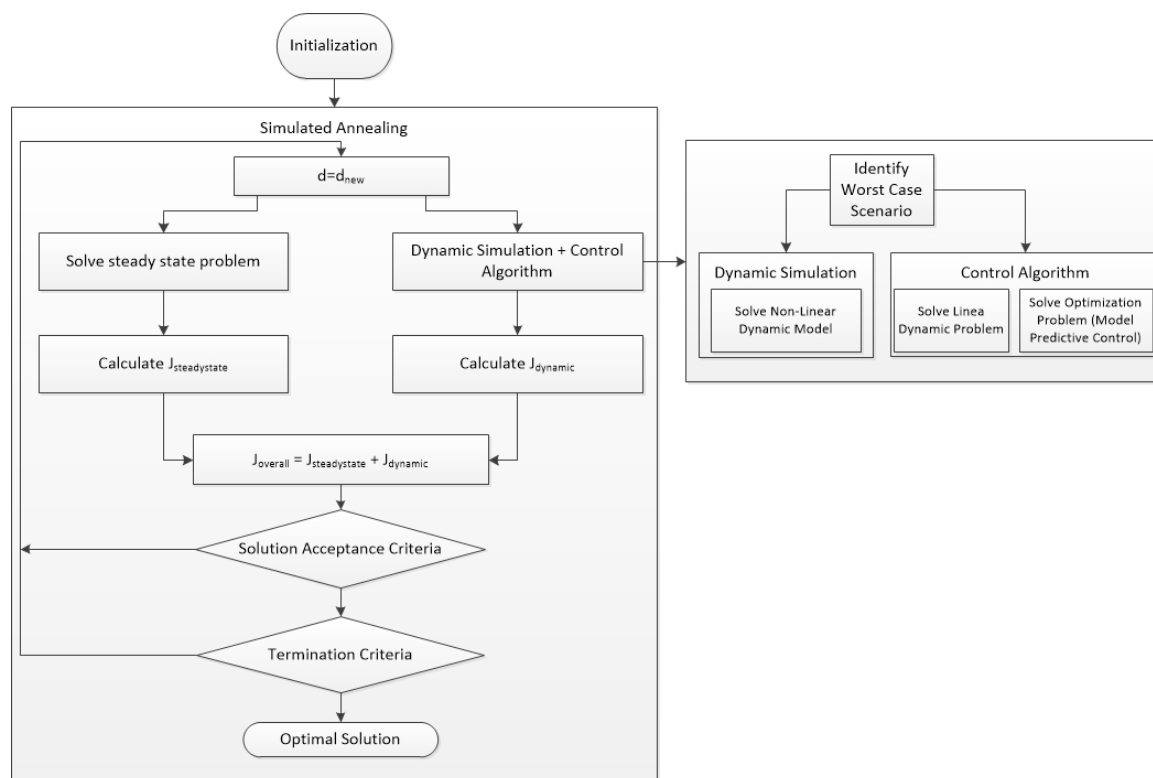 Initialization
Simulated Annealing
d=dnew
Solve steady state problem
Dynamic Simulation + Control
Algorithm
Calculate Jsteadystate
Calculate Jdynamic
Joverall = Jsteadystate + Jdynamic
Solution Acceptance Criteria
Termination Criteria
Optimal Solution
Identify
Worst Case
Scenario
Dynamic Simulation
Solve Non-Linear
Dynamic Model
Control Algorithm
Solve Linea
Dynamic Problem
Solve Optimization
Problem (Model
Predictive Control)